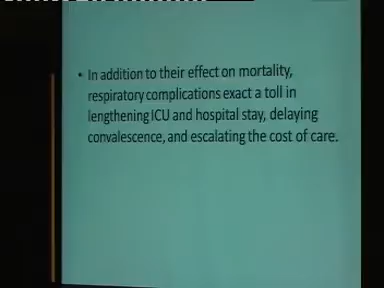 • In addition to their effect on mortality,
respiratory complications exact a toll in
lengthening ICU and hospital stay, delaying
convalescence, and escalating the cost of care.